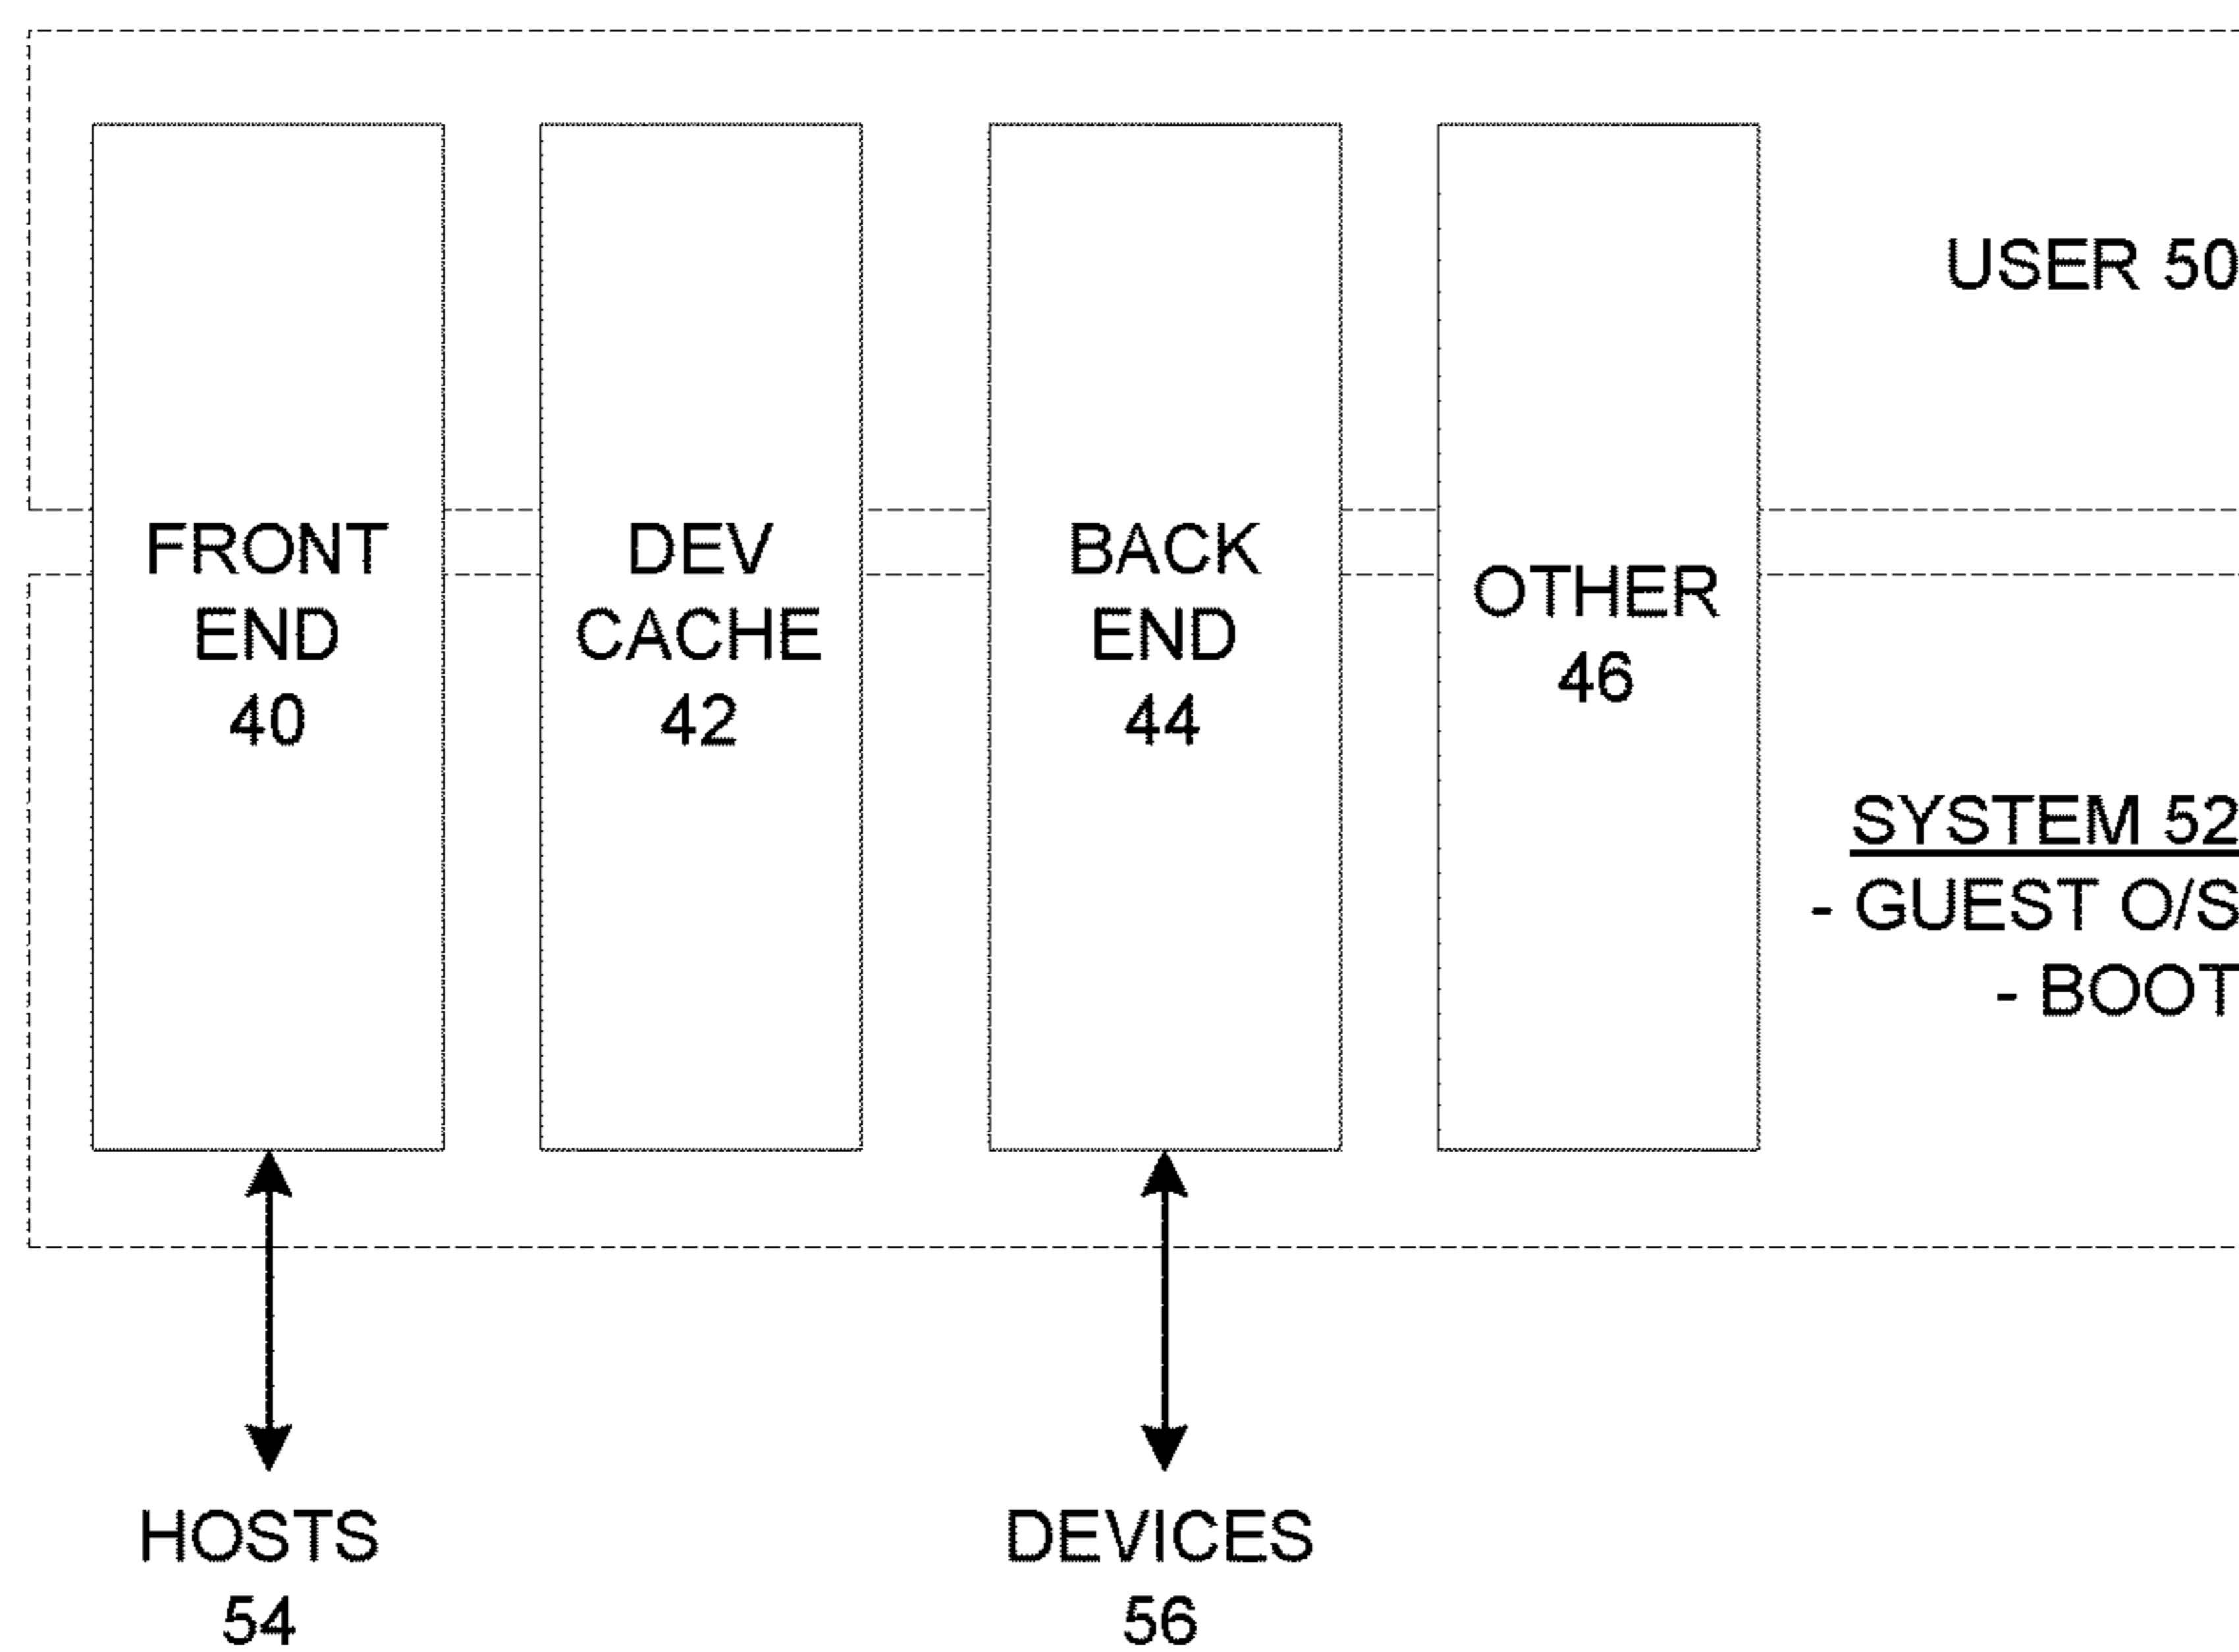 USER 50
FRONT
END
40
DEV
CACHE
42
BACK
END
44
OTHER
46
SYSTEM 52
- GUEST O/S
- BOOT
HOSTS
54
DEVICES
56